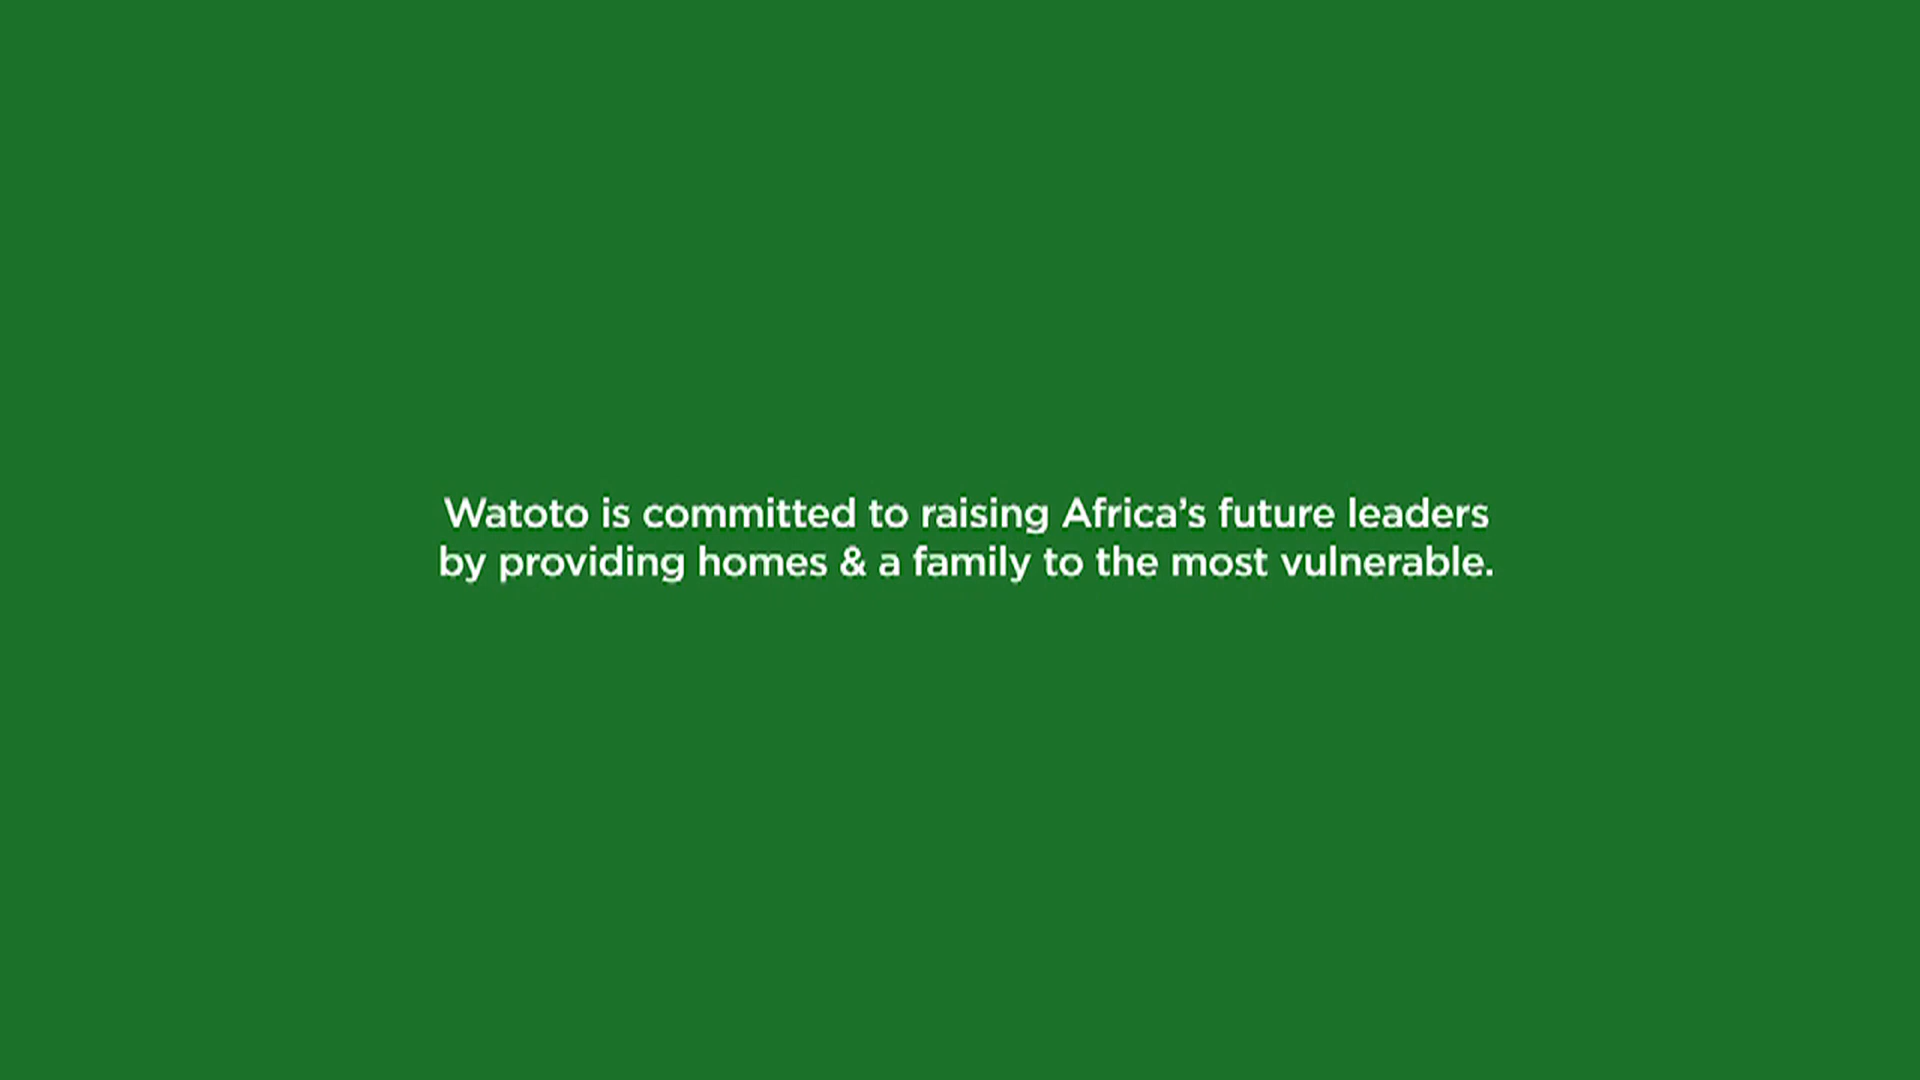 Watoto is committed to raising Africa’s future leaders
by providing homes & a family to the most vulnerable.